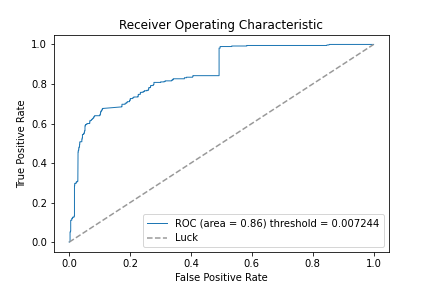 Receiver Operating Characteristic
True Positive Rate
1.0
0.8
0.6
0.4
0.2
0.0
ROC (area = 0.86) threshold = 0.007244
Luck
0.0 0.2 0.4 0.6 0.8 1.0
False Positive Rate